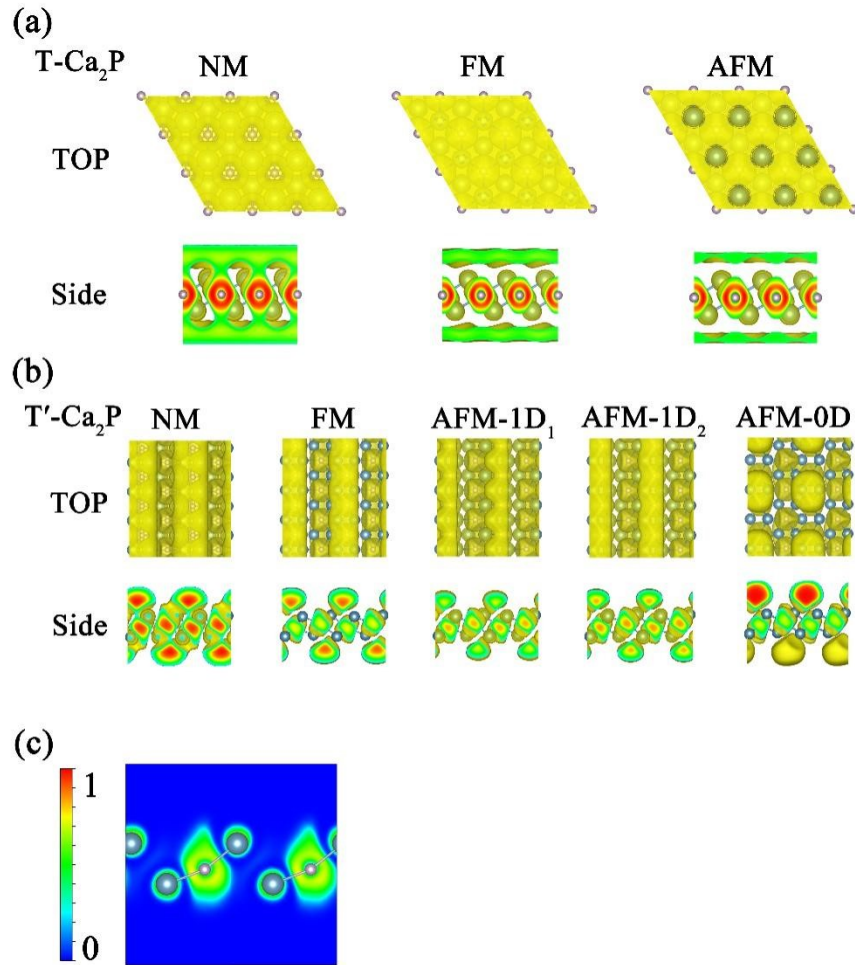 (a)
T-Ca₂P NM FM AFM
TOP
Side
(b)
T′-Ca₂P NM FM AFM-1D₁ AFM-1D₂ AFM-0D
TOP
Side
(c)
1
0